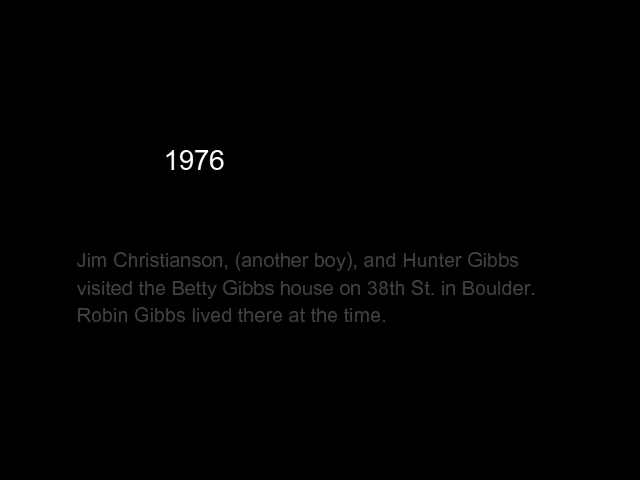 1976
Jim Christianson, (another boy), and Hunter Gibbs
visited the Betty Gibbs house on 38th St. in Boulder.
Robin Gibbs lived there at the time.